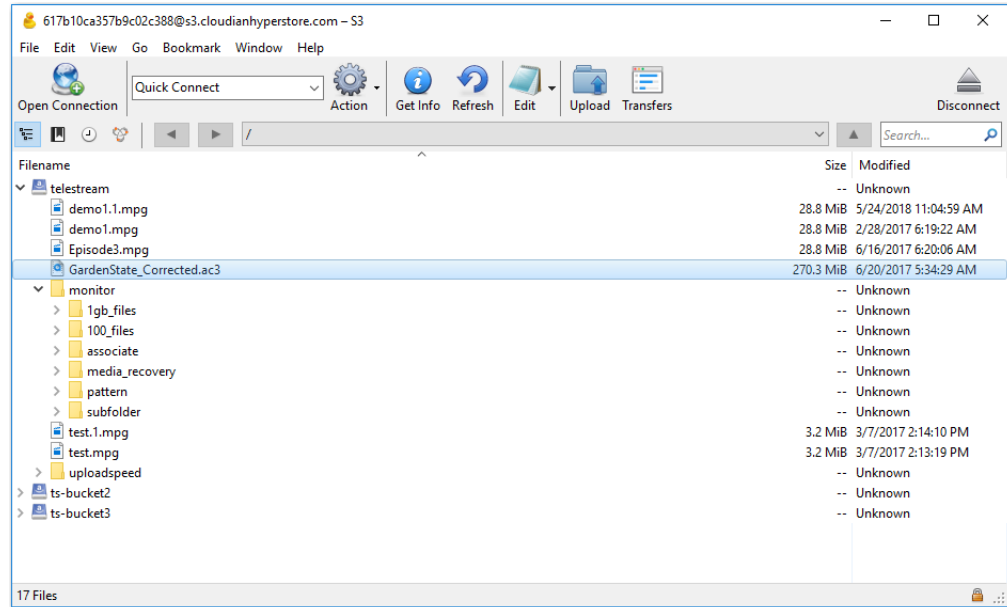 617b10ca357b9c02c388@s3.cloudianhyperstore.com – S3
File Edit View Go Bookmark Window Help
Quick Connect
Open Connection Action Get Info Refresh Edit Upload Transfers Disconnect
/ Search...
Filename Size Modified
telestream -- Unknown
demo1.1.mpg 28.8 MiB 5/24/2018 11:04:59 AM
demo1.mpg 28.8 MiB 2/28/2017 6:19:22 AM
Episode3.mpg 28.8 MiB 6/16/2017 6:20:06 AM
GardenState_Corrected.ac3 270.3 MiB 6/20/2017 5:34:29 AM
monitor -- Unknown
1gb_files -- Unknown
100_files -- Unknown
associate -- Unknown
media_recovery -- Unknown
pattern -- Unknown
subfolder -- Unknown
test.1.mpg 3.2 MiB 3/7/2017 2:14:10 PM
test.mpg 3.2 MiB 3/7/2017 2:13:19 PM
uploadspeed -- Unknown
ts-bucket2 -- Unknown
ts-bucket3 -- Unknown
17 Files